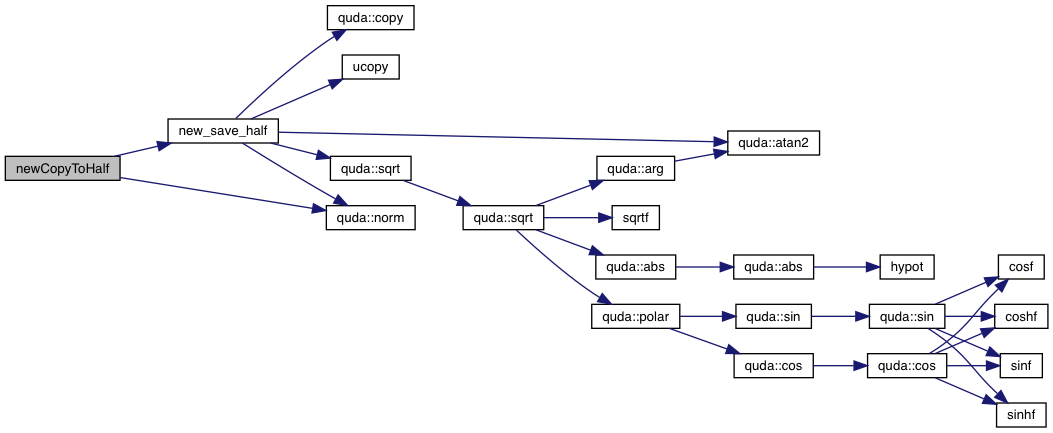 quda::copy
ucopy
new_save_half
quda::atan2
newCopyToHalf
quda::sqrt
quda::arg
quda::norm
quda::sqrt
sqrtf
quda::abs
quda::abs
hypot
cosf
quda::polar
quda::sin
quda::sin
coshf
quda::cos
quda::cos
sinf
sinhf